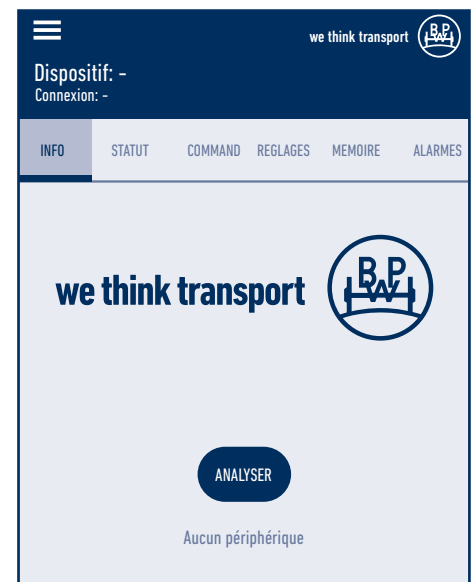 we think transport BPW
Dispositif: -
Connexion: -
INFO STATUT COMMAND REGLAGES MEMOIRE ALARMES
we think transport BPW
ANALYSER
Aucun périphérique